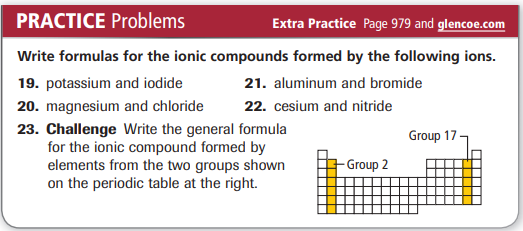 PRACTICE Problems
Extra Practice Page 979 and glencoe.com
Write formulas for the ionic compounds formed by the following ions.
19. potassium and iodide
21. aluminum and bromide
20. magnesium and chloride
22. cesium and nitride
23. Challenge Write the general formula
for the ionic compound formed by
elements from the two groups shown
on the periodic table at the right.
Group 17
Group 2